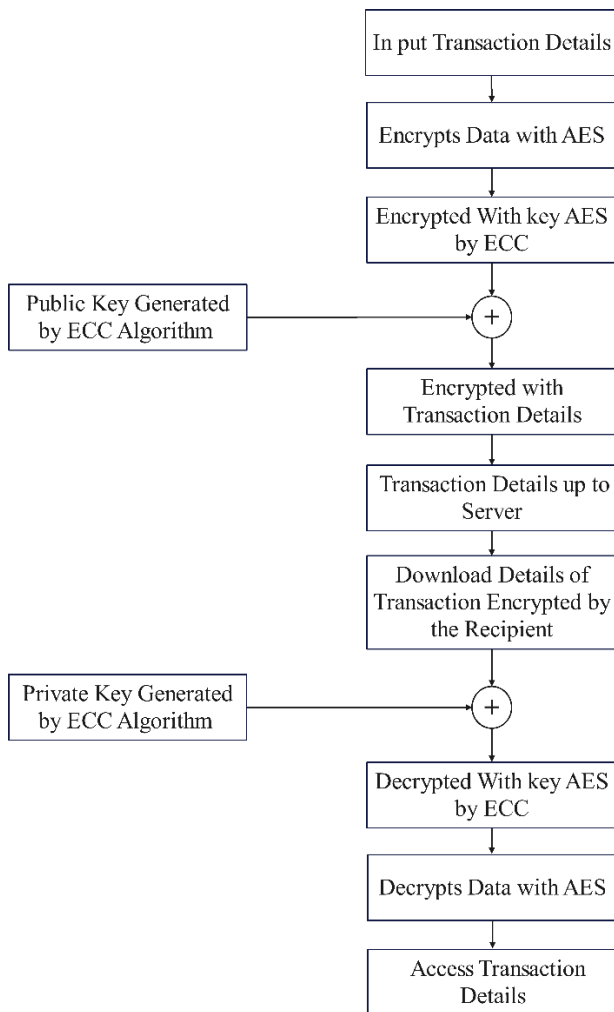 In put Transaction Details
Encrypts Data with AES
Encrypted With key AES
by ECC
Public Key Generated
by ECC Algorithm
+
Encrypted with
Transaction Details
Transaction Details up to
Server
Download Details of
Transaction Encrypted by
the Recipient
Private Key Generated
by ECC Algorithm
+
Decrypted With key AES
by ECC
Decrypts Data with AES
Access Transaction
Details